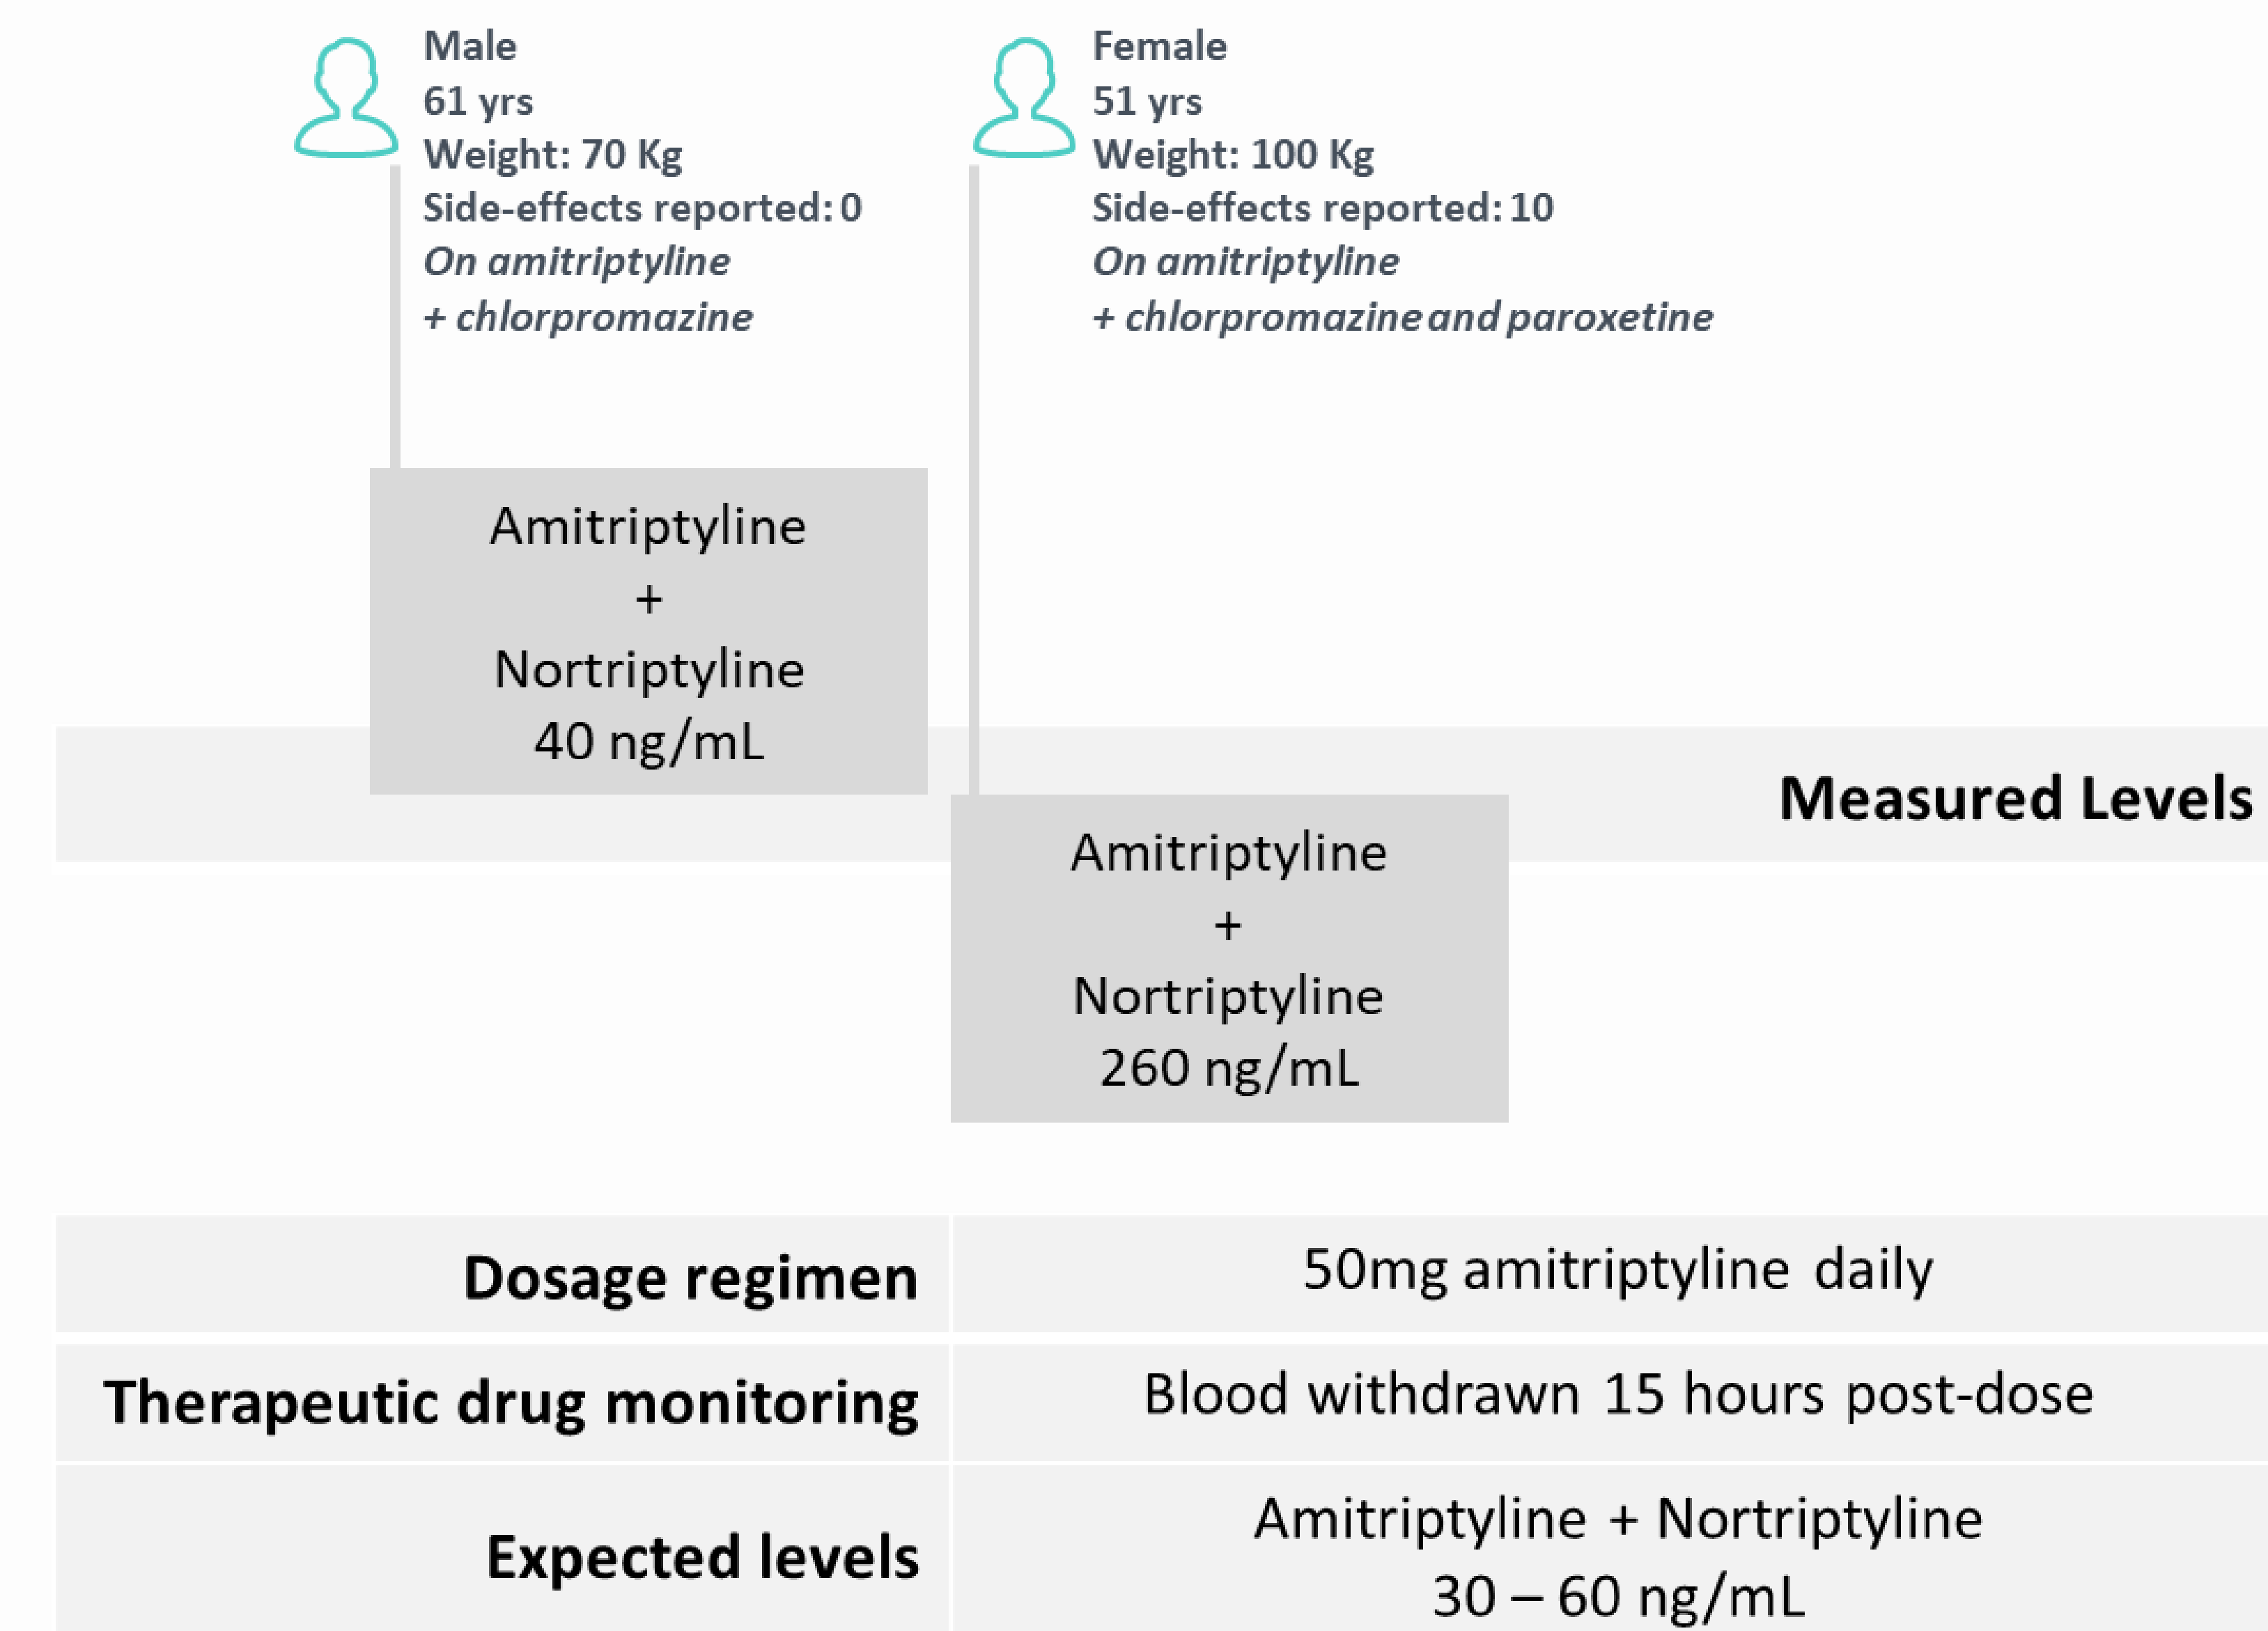 Male
61 yrs
Weight: 70 Kg
Side-effects reported: 0
On amitriptyline
+ chlorpromazine
Female
51 yrs
Weight: 100 Kg
Side-effects reported: 10
On amitriptyline
+ chlorpromazine and paroxetine
Amitriptyline
+
Nortriptyline
40 ng/mL
Measured Levels
Amitriptyline
+
Nortriptyline
260 ng/mL
Dosage regimen
50mg amitriptyline daily
Therapeutic drug monitoring
Blood withdrawn 15 hours post-dose
Expected levels
Amitriptyline + Nortriptyline
30 – 60 ng/mL